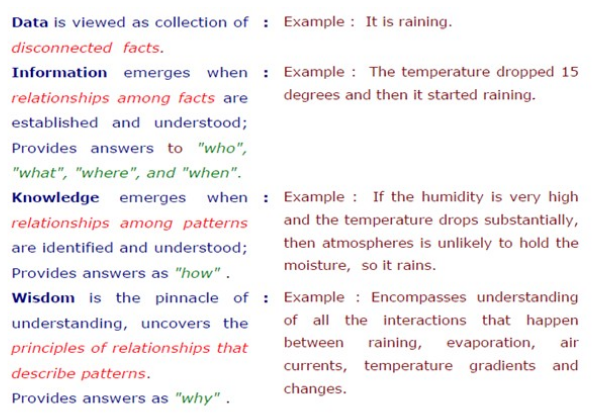 Data is viewed as collection of : Example : It is raining.
disconnected facts.
Information emerges when : Example : The temperature dropped 15
relationships among facts are degrees and then it started raining.
established and understood;
Provides answers to "who",
"what", "where", and "when".
Knowledge emerges when : Example : If the humidity is very high
relationships among patterns and the temperature drops substantially,
are identified and understood; then atmospheres is unlikely to hold the
Provides answers as "how" . moisture, so it rains.
Wisdom is the pinnacle of : Example : Encompasses understanding
understanding, uncovers the of all the interactions that happen
principles of relationships that between raining, evaporation, air
describe patterns. currents, temperature gradients and
Provides answers as "why" . changes.